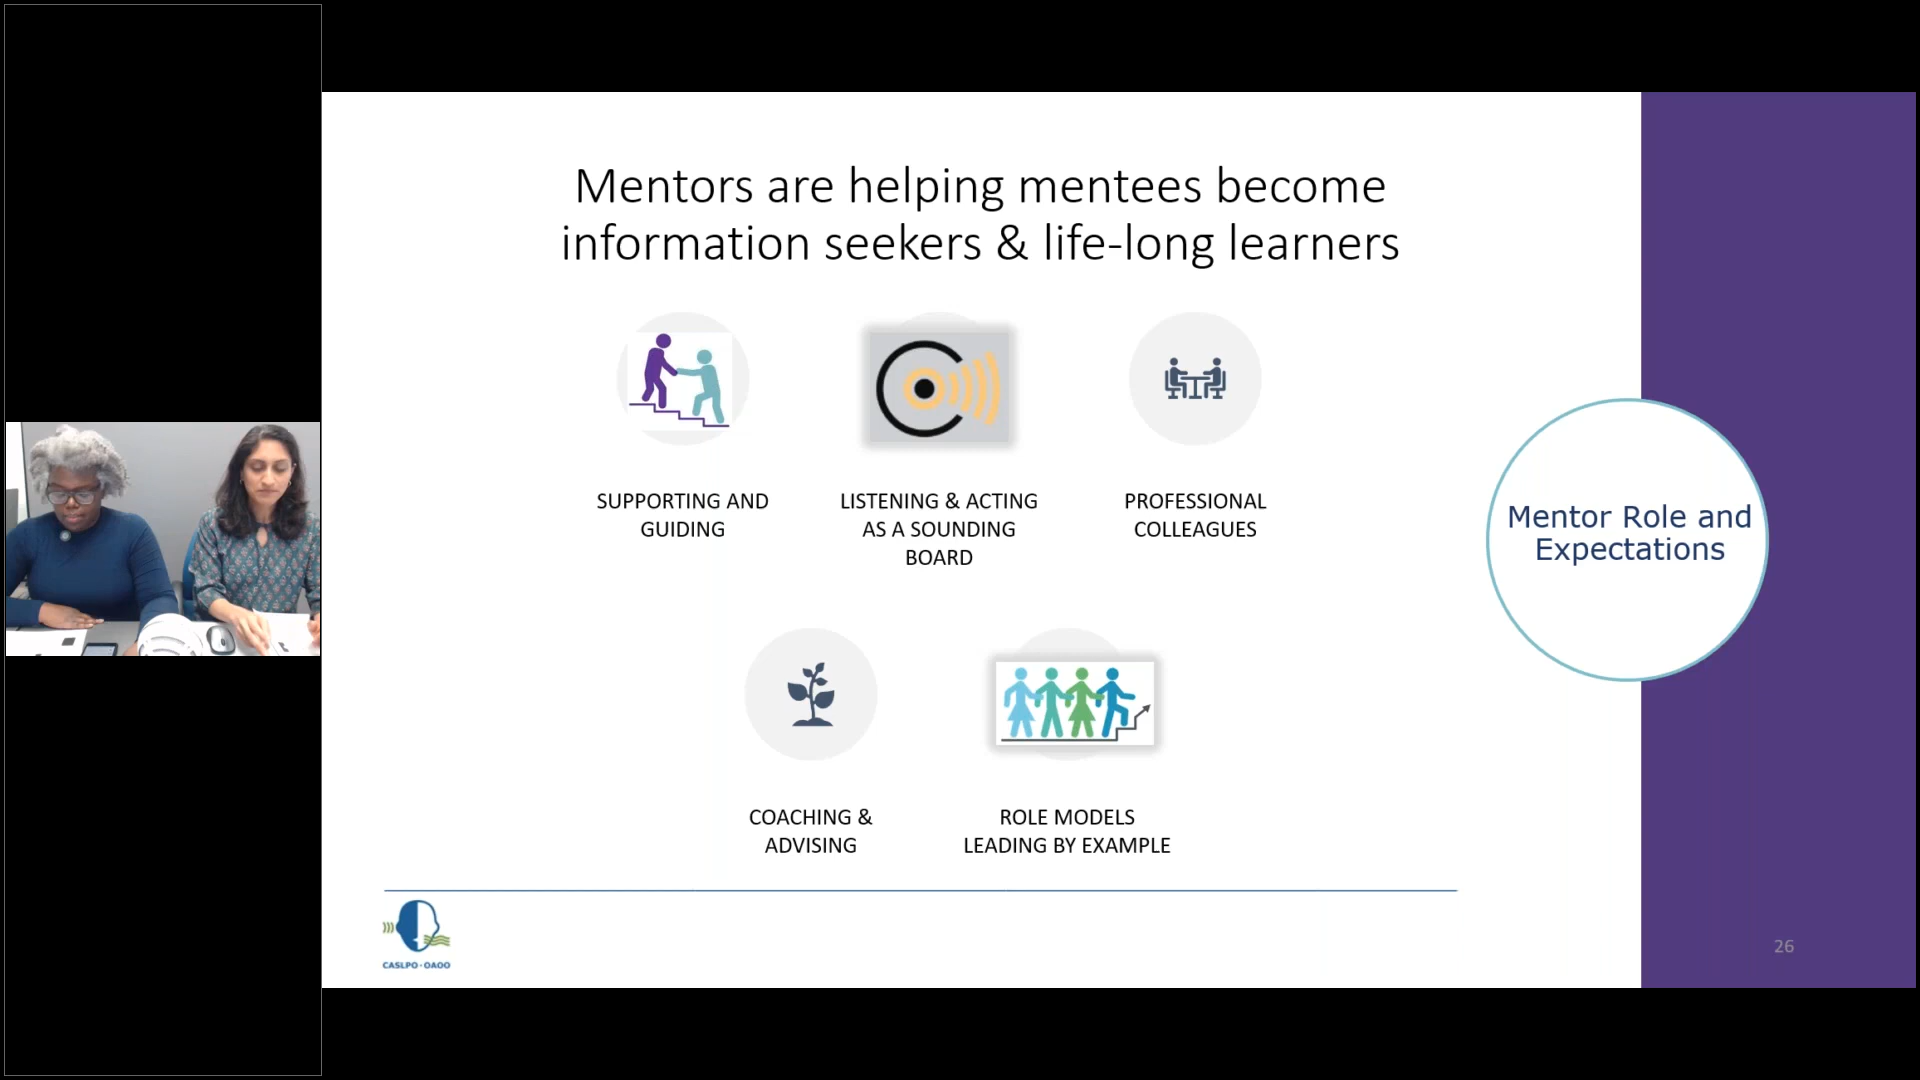 Mentors are helping mentees become
information seekers & life-long learners
SUPPORTING AND
GUIDING
LISTENING & ACTING
AS A SOUNDING
BOARD
PROFESSIONAL
COLLEAGUES
COACHING &
ADVISING
ROLE MODELS
LEADING BY EXAMPLE
Mentor Role and
Expectations
CASLPO · OAOO
26